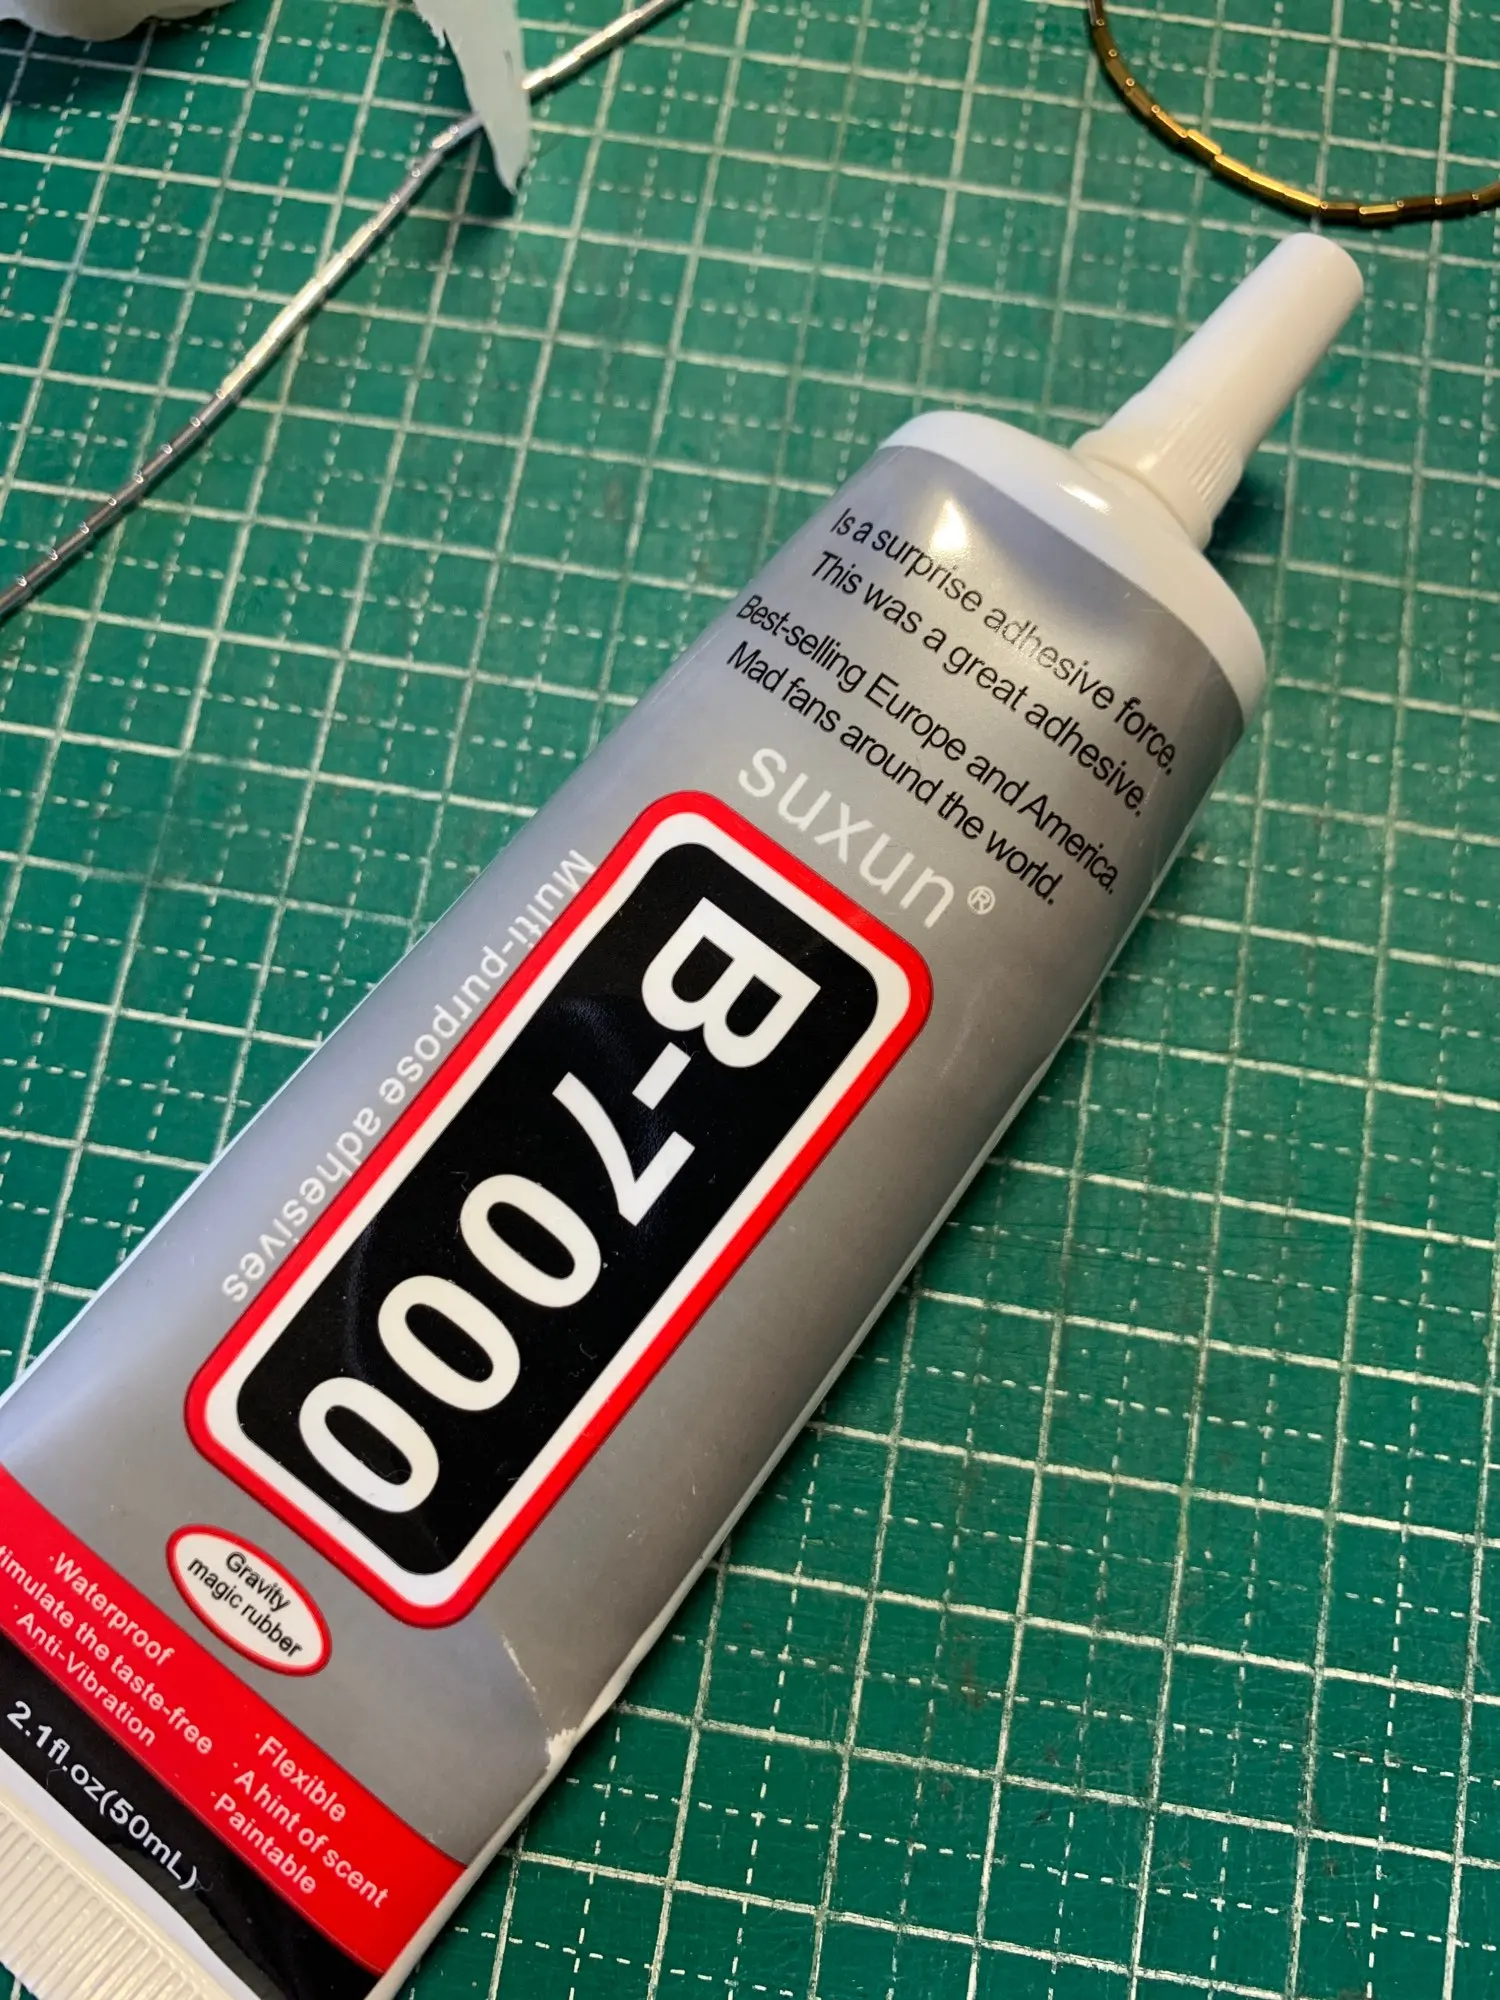 Is a surprise adhesive force.
This was a great adhesive.
Best-selling Europe and America.
Mad fans around the world.
suxun®
B-7000
Multi-purpose adhesives
Gravity
magic rubber
·Waterproof
timulate the taste-free
·Anti-Vibration
·Flexible
·A hint of scent
·Paintable
2.1fl.oz(50mL)